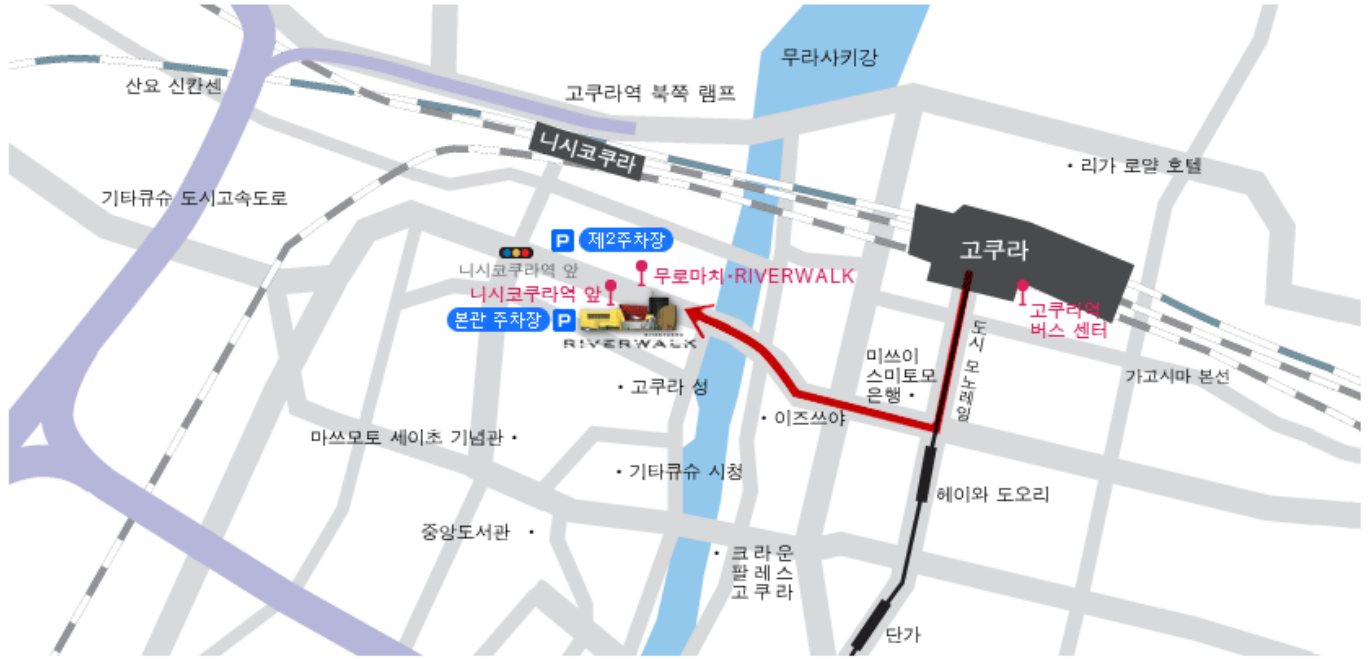 무라사키강
산요 신칸센
고쿠라역 북쪽 램프
니시코쿠라
리가 로얄 호텔
기타큐슈 도시고속도로
P 제2주차장
고쿠라
니시코쿠라역 앞
무로마치·RIVERWALK
니시코쿠라역 앞
고쿠라역
버스 센터
본관 주차장 P
RIVERWALK
도시 모노레일
미쓰이
스미토모
은행
가고시마 본선
고쿠라 성
이즈쓰야
마쓰모토 세이초 기념관
기타큐슈 시청
헤이와 도오리
중앙도서관
크라운
팔레스
고쿠라
단가